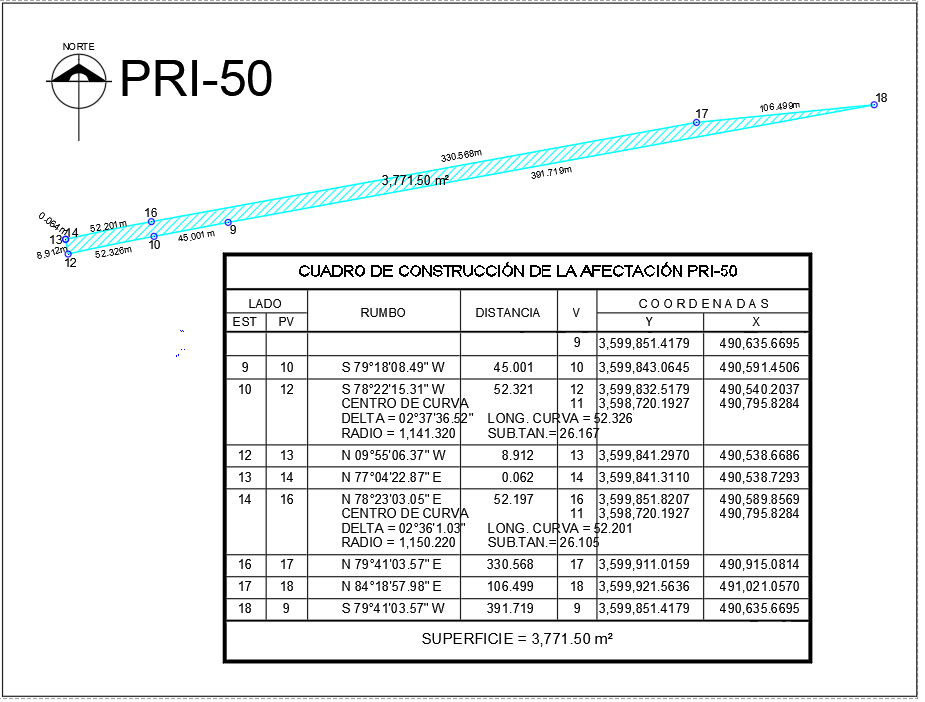 NORTE
PRI-50
18
17
106.499m
330.568m
3,771.50 m²
391.719m
16
0.064m
14
52.201m
13
9
10
45.001 m
8.912m
52.326m
12
CUADRO DE CONSTRUCCIÓN DE LA AFECTACIÓN PRI-50
LADO RUMBO DISTANCIA V COORDENADAS
EST PV Y X
9 3,599,851.4179 490,635.6695
9 10 S 79°18'08.49" W 45.001 10 3,599,843.0645 490,591.4506
10 12 S 78°22'15.31" W 52.321 12 3,599,832.5179 490,540.2037
CENTRO DE CURVA 11 3,598,720.1927 490,795.8284
DELTA = 02°37'36.52" LONG. CURVA = 52.326
RADIO = 1,141.320 SUB.TAN.= 26.167
12 13 N 09°55'06.37" W 8.912 13 3,599,841.2970 490,538.6686
13 14 N 77°04'22.87" E 0.062 14 3,599,841.3110 490,538.7293
14 16 N 78°23'03.05" E 52.197 16 3,599,851.8207 490,589.8569
CENTRO DE CURVA 11 3,598,720.1927 490,795.8284
DELTA = 02°36'1.03" LONG. CURVA = 52.201
RADIO = 1,150.220 SUB.TAN.= 26.105
16 17 N 79°41'03.57" E 330.568 17 3,599,911.0159 490,915.0814
17 18 N 84°18'57.98" E 106.499 18 3,599,921.5636 491,021.0570
18 9 S 79°41'03.57" W 391.719 9 3,599,851.4179 490,635.6695
SUPERFICIE = 3,771.50 m²